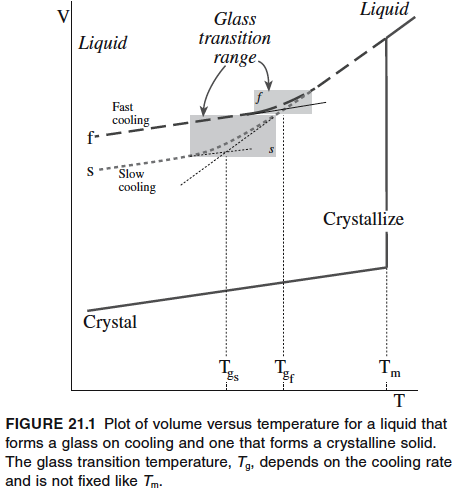 V
Liquid
Liquid
Glass
transition
range
f
Fast
cooling
f
s
s
Slow
cooling
Crystallize
Crystal
Tgs
Tgf
Tm
T
FIGURE 21.1 Plot of volume versus temperature for a liquid that
forms a glass on cooling and one that forms a crystalline solid.
The glass transition temperature, Tg, depends on the cooling rate
and is not fixed like Tm.